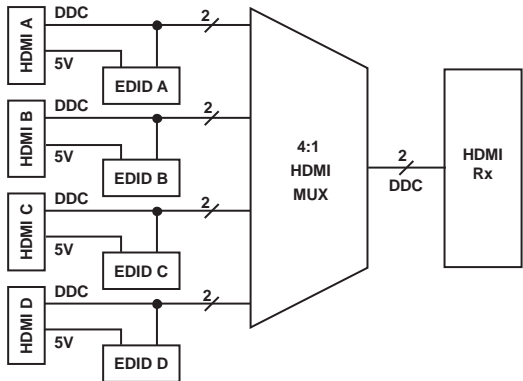 HDMI A
DDC
2
5V
EDID A
HDMI B
DDC
2
5V
EDID B
4:1
HDMI
MUX
2
DDC
HDMI
Rx
HDMI C
DDC
2
5V
EDID C
HDMI D
DDC
2
5V
EDID D